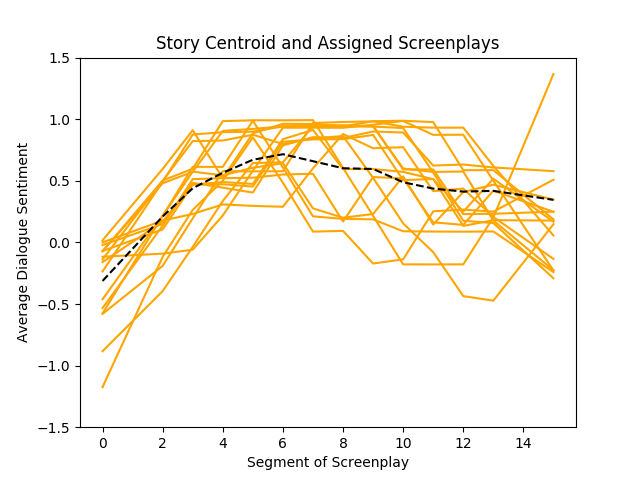 Story Centroid and Assigned Screenplays
Average Dialogue Sentiment
1.5
1.0
0.5
0.0
−0.5
−1.0
−1.5
0 2 4 6 8 10 12 14
Segment of Screenplay